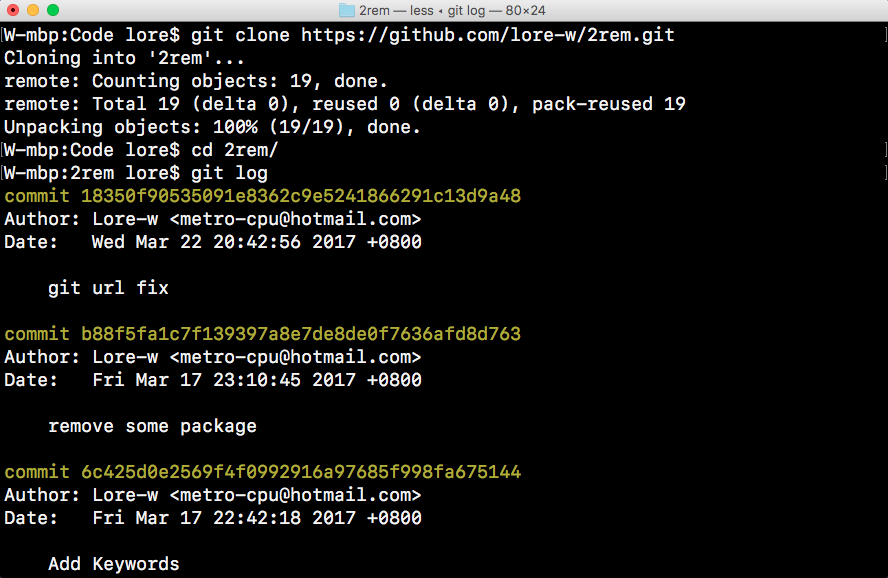 2rem — less ◂ git log — 80×24
[W-mbp:Code lore$ git clone https://github.com/lore-w/2rem.git ]
Cloning into '2rem'...
remote: Counting objects: 19, done.
remote: Total 19 (delta 0), reused 0 (delta 0), pack-reused 19
Unpacking objects: 100% (19/19), done.
[W-mbp:Code lore$ cd 2rem/ ]
[W-mbp:2rem lore$ git log ]
commit 18350f90535091e8362c9e5241866291c13d9a48
Author: Lore-w <metro-cpu@hotmail.com>
Date:   Wed Mar 22 20:42:56 2017 +0800
    git url fix
commit b88f5fa1c7f139397a8e7de8de0f7636afd8d763
Author: Lore-w <metro-cpu@hotmail.com>
Date:   Fri Mar 17 23:10:45 2017 +0800
    remove some package
commit 6c425d0e2569f4f0992916a97685f998fa675144
Author: Lore-w <metro-cpu@hotmail.com>
Date:   Fri Mar 17 22:42:18 2017 +0800
    Add Keywords